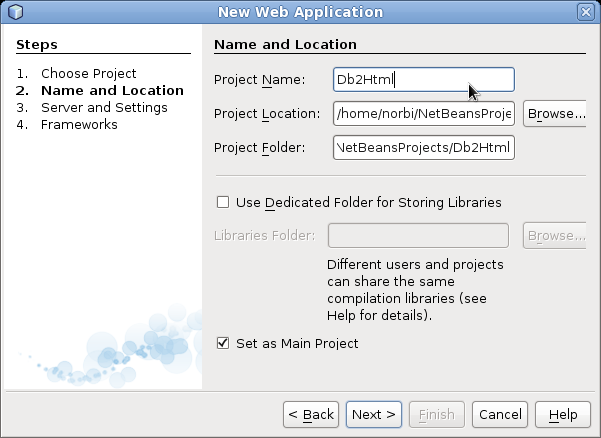 New Web Application
Steps
1. Choose Project
2. Name and Location
3. Server and Settings
4. Frameworks
Name and Location
Project Name: Db2Html
Project Location: /home/norbi/NetBeansProje Browse...
Project Folder: NetBeansProjects/Db2Html
Use Dedicated Folder for Storing Libraries
Libraries Folder: Browse...
Different users and projects
can share the same
compilation libraries (see
Help for details).
Set as Main Project
< Back Next > Finish Cancel Help